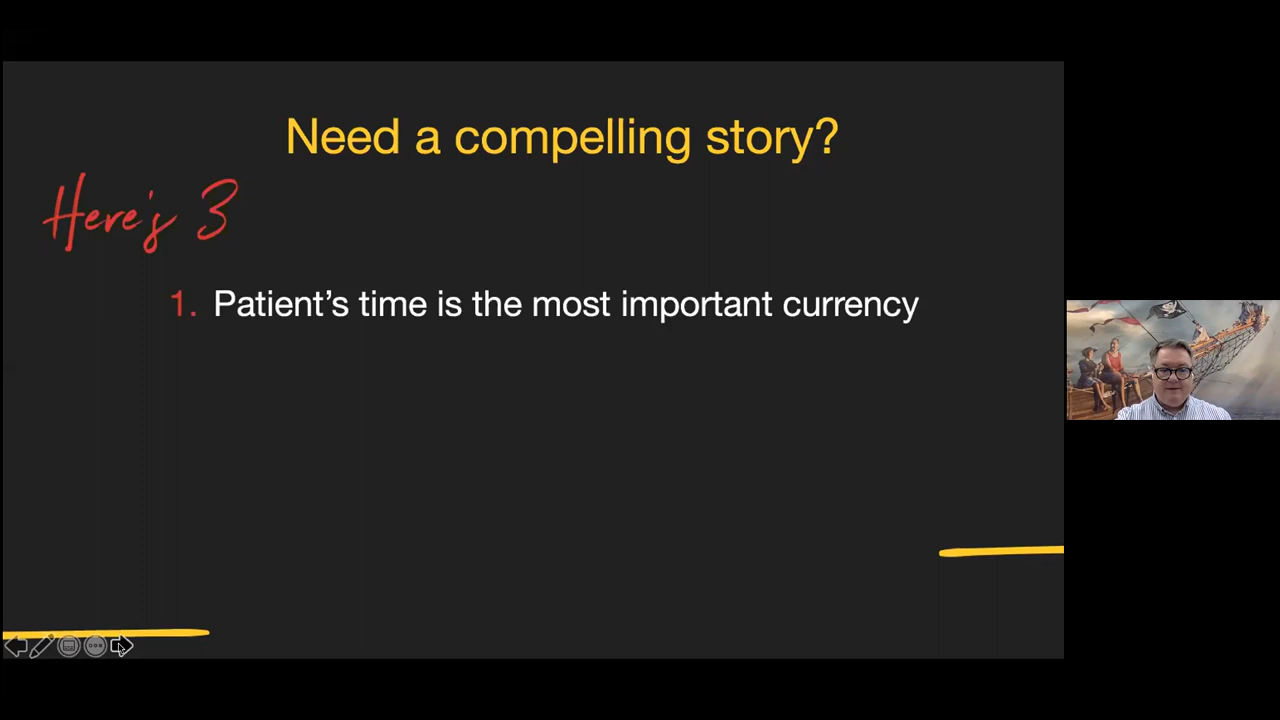 Need a compelling story?
Here's 3
1. Patient’s time is the most important currency